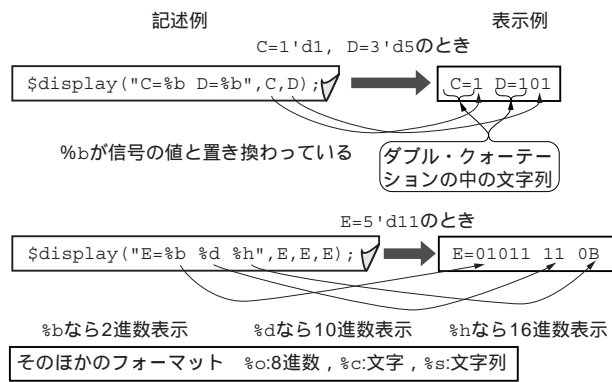 記述例 表示例
C=1'd1, D=3'd5のとき
$display("C=%b D=%b",C,D); C=1 D=101
%bが信号の値と置き換わっている
ダブル・クォーテー
ションの中の文字列
E=5'd11のとき
$display("E=%b %d %h",E,E,E); E=01011 11 0B
%bなら2進数表示 %dなら10進数表示 %hなら16進数表示
そのほかのフォーマット %o:8進数，%c:文字，%s:文字列